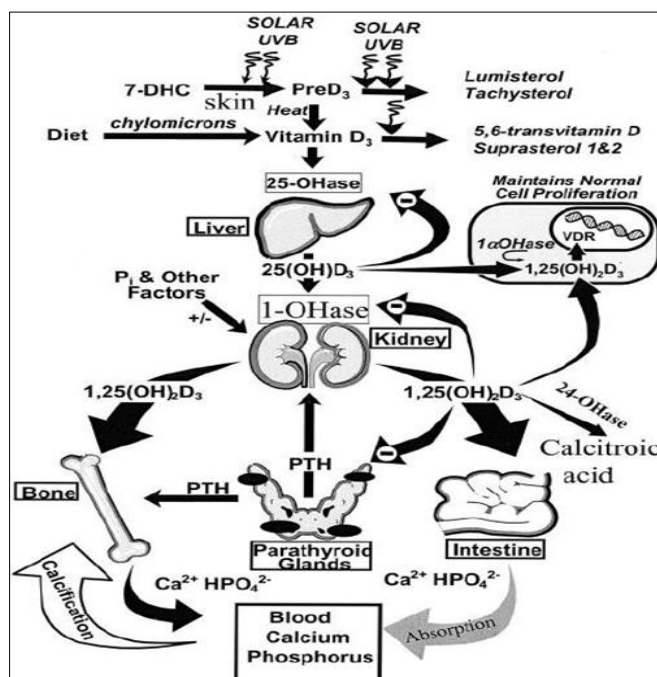 SOLAR
UVB
SOLAR
UVB
7-DHC
skin
PreD₃
Lumisterol
Tachysterol
Heat
Diet
chylomicrons
Vitamin D₃
5,6-transvitamin D
Suprasterol 1&2
25-OHase
Maintains Normal
Cell Proliferation
Liver
VDR
1αOHase
25(OH)D₃
1,25(OH)₂D₃
Pᵢ & Other
Factors
+/-
1-OHase
Kidney
1,25(OH)₂D₃
1,25(OH)₂D₃
24-OHase
Calcitroic
acid
PTH
PTH
Bone
Parathyroid
Glands
Intestine
Calcification
Ca²⁺ HPO₄²⁻
Ca²⁺ HPO₄²⁻
Blood
Calcium
Phosphorus
Absorption